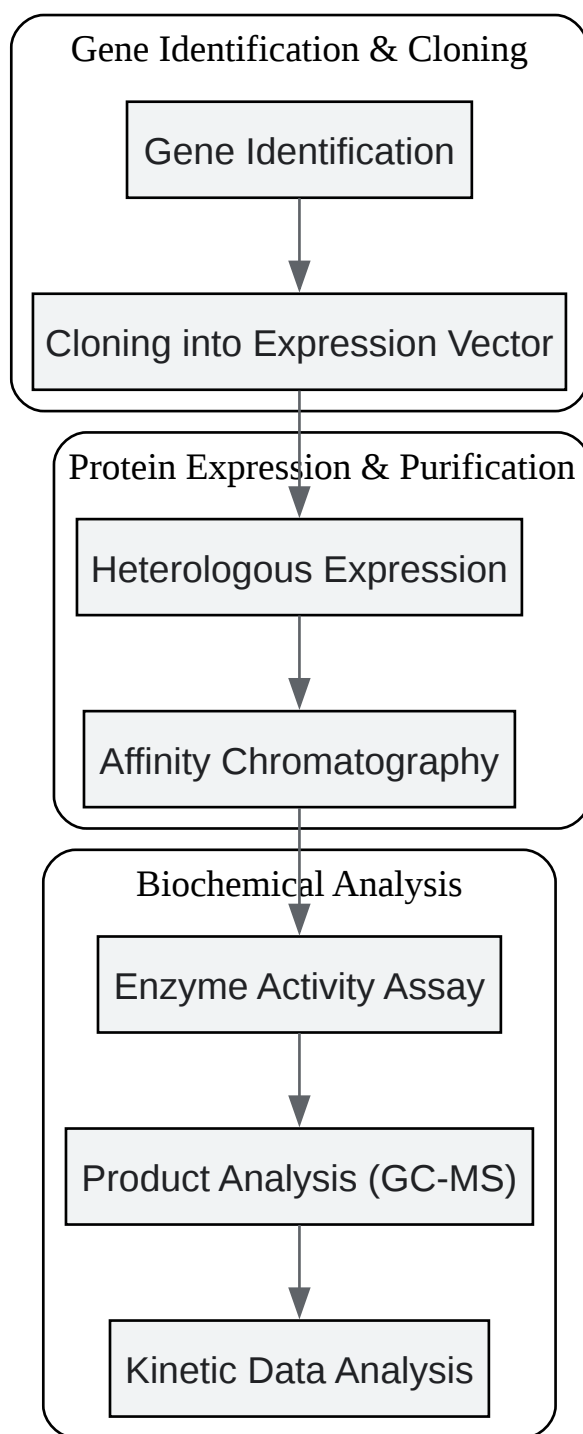 Gene Identification & Cloning
Gene Identification
Cloning into Expression Vector
Protein Expression & Purification
Heterologous Expression
Affinity Chromatography
Biochemical Analysis
Enzyme Activity Assay
Product Analysis (GC-MS)
Kinetic Data Analysis